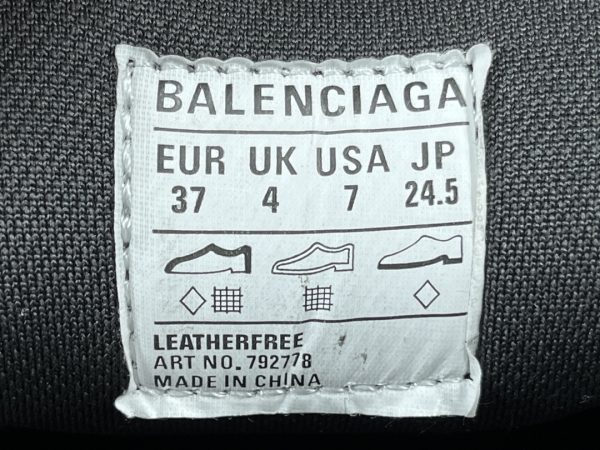 BALENCIAGA
EUR UK USA JP
37 4 7 24.5
LEATHERFREE
ART NO. 792778
MADE IN CHINA